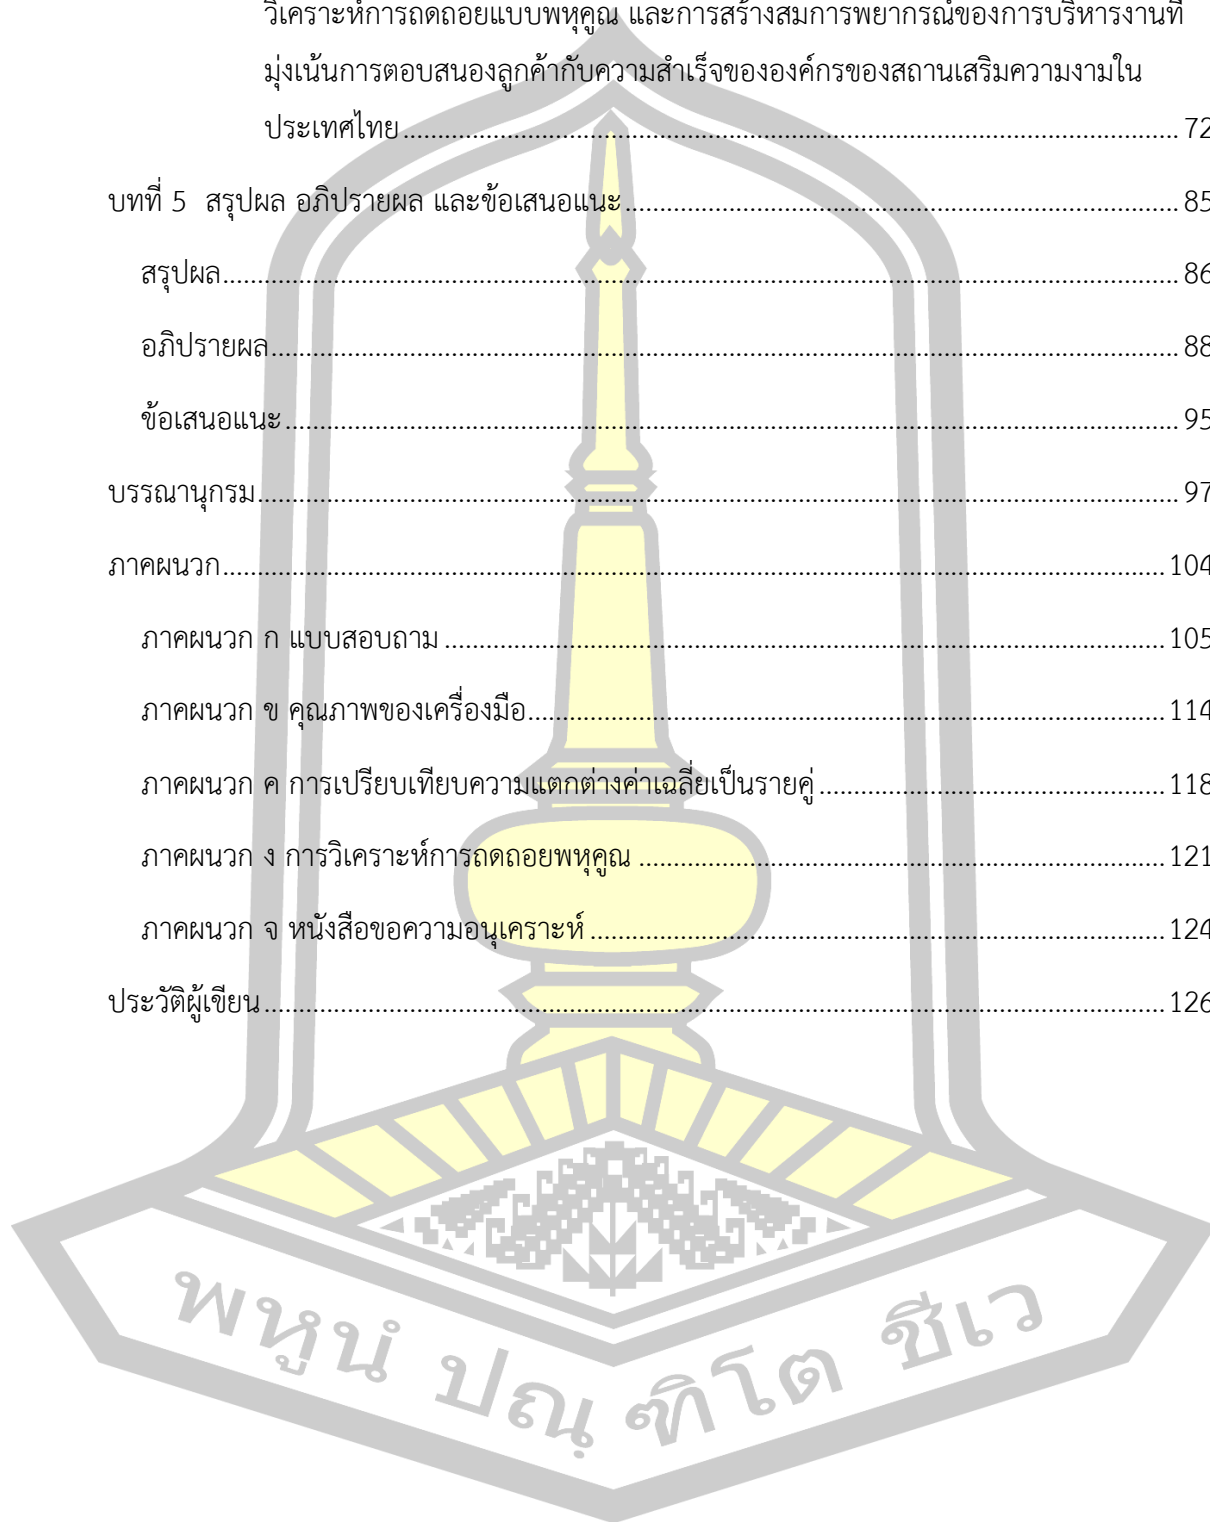 วิเคราะห์การถดถอยแบบพหุคูณ และการสร้างสมการพยากรณ์ของการบริหารงานที่
มุ่งเน้นการตอบสนองลูกค้ากับความสำเร็จขององค์กรของสถานเสริมความงามใน
ประเทศไทย 72
บทที่ 5 สรุปผล อภิปรายผล และข้อเสนอแนะ 85
สรุปผล 86
อภิปรายผล 88
ข้อเสนอแนะ 95
บรรณานุกรม 97
ภาคผนวก 104
ภาคผนวก ก แบบสอบถาม 105
ภาคผนวก ข คุณภาพของเครื่องมือ 114
ภาคผนวก ค การเปรียบเทียบความแตกต่างค่าเฉลี่ยเป็นรายคู่ 118
ภาคผนวก ง การวิเคราะห์การถดถอยพหุคูณ 121
ภาคผนวก จ หนังสือขอความอนุเคราะห์ 124
ประวัติผู้เขียน 126
พหูนํ ปณฺฑิโต ชีเว